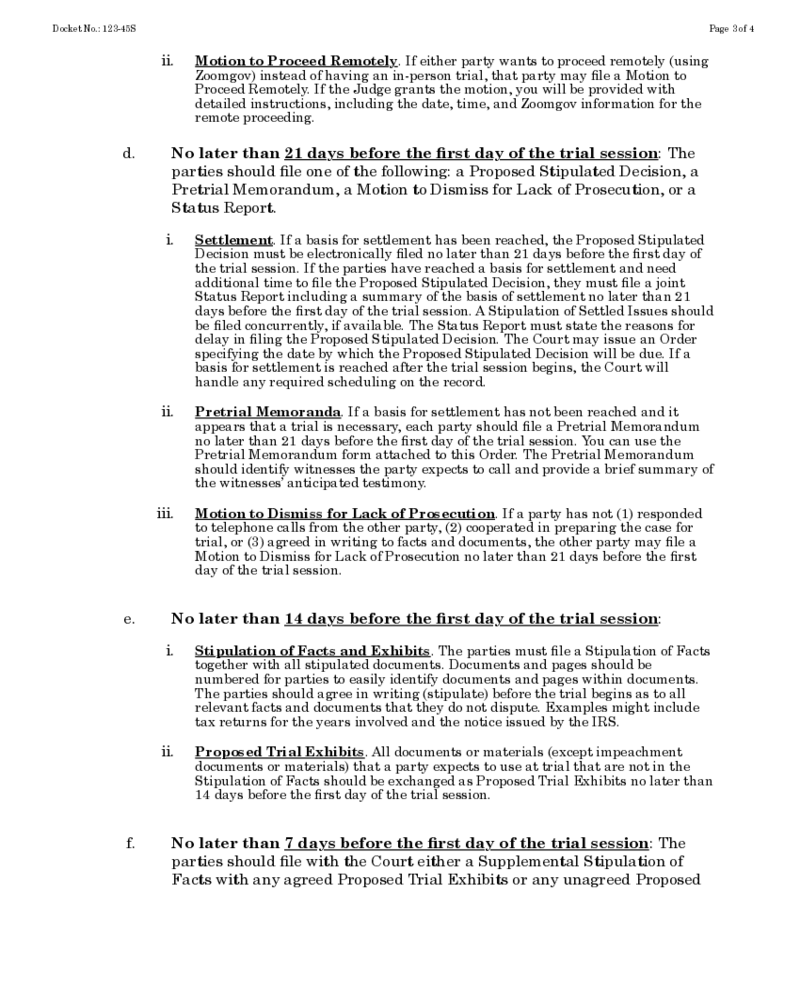 Docket No.: 123-45S
Page 3 of 4
ii. Motion to Proceed Remotely. If either party wants to proceed remotely (using
Zoomgov) instead of having an in-person trial, that party may file a Motion to
Proceed Remotely. If the Judge grants the motion, you will be provided with
detailed instructions, including the date, time, and Zoomgov information for the
remote proceeding.
d. No later than 21 days before the first day of the trial session: The
parties should file one of the following: a Proposed Stipulated Decision, a
Pretrial Memorandum, a Motion to Dismiss for Lack of Prosecution, or a
Status Report.
i. Settlement. If a basis for settlement has been reached, the Proposed Stipulated
Decision must be electronically filed no later than 21 days before the first day of
the trial session. If the parties have reached a basis for settlement and need
additional time to file the Proposed Stipulated Decision, they must file a joint
Status Report including a summary of the basis of settlement no later than 21
days before the first day of the trial session. A Stipulation of Settled Issues should
be filed concurrently, if available. The Status Report must state the reasons for
delay in filing the Proposed Stipulated Decision. The Court may issue an Order
specifying the date by which the Proposed Stipulated Decision will be due. If a
basis for settlement is reached after the trial session begins, the Court will
handle any required scheduling on the record.
ii. Pretrial Memoranda. If a basis for settlement has not been reached and it
appears that a trial is necessary, each party should file a Pretrial Memorandum
no later than 21 days before the first day of the trial session. You can use the
Pretrial Memorandum form attached to this Order. The Pretrial Memorandum
should identify witnesses the party expects to call and provide a brief summary of
the witnesses’ anticipated testimony.
iii. Motion to Dismiss for Lack of Prosecution. If a party has not (1) responded
to telephone calls from the other party, (2) cooperated in preparing the case for
trial, or (3) agreed in writing to facts and documents, the other party may file a
Motion to Dismiss for Lack of Prosecution no later than 21 days before the first
day of the trial session.
e. No later than 14 days before the first day of the trial session:
i. Stipulation of Facts and Exhibits. The parties must file a Stipulation of Facts
together with all stipulated documents. Documents and pages should be
numbered for parties to easily identify documents and pages within documents.
The parties should agree in writing (stipulate) before the trial begins as to all
relevant facts and documents that they do not dispute. Examples might include
tax returns for the years involved and the notice issued by the IRS.
ii. Proposed Trial Exhibits. All documents or materials (except impeachment
documents or materials) that a party expects to use at trial that are not in the
Stipulation of Facts should be exchanged as Proposed Trial Exhibits no later than
14 days before the first day of the trial session.
f. No later than 7 days before the first day of the trial session: The
parties should file with the Court either a Supplemental Stipulation of
Facts with any agreed Proposed Trial Exhibits or any unagreed Proposed